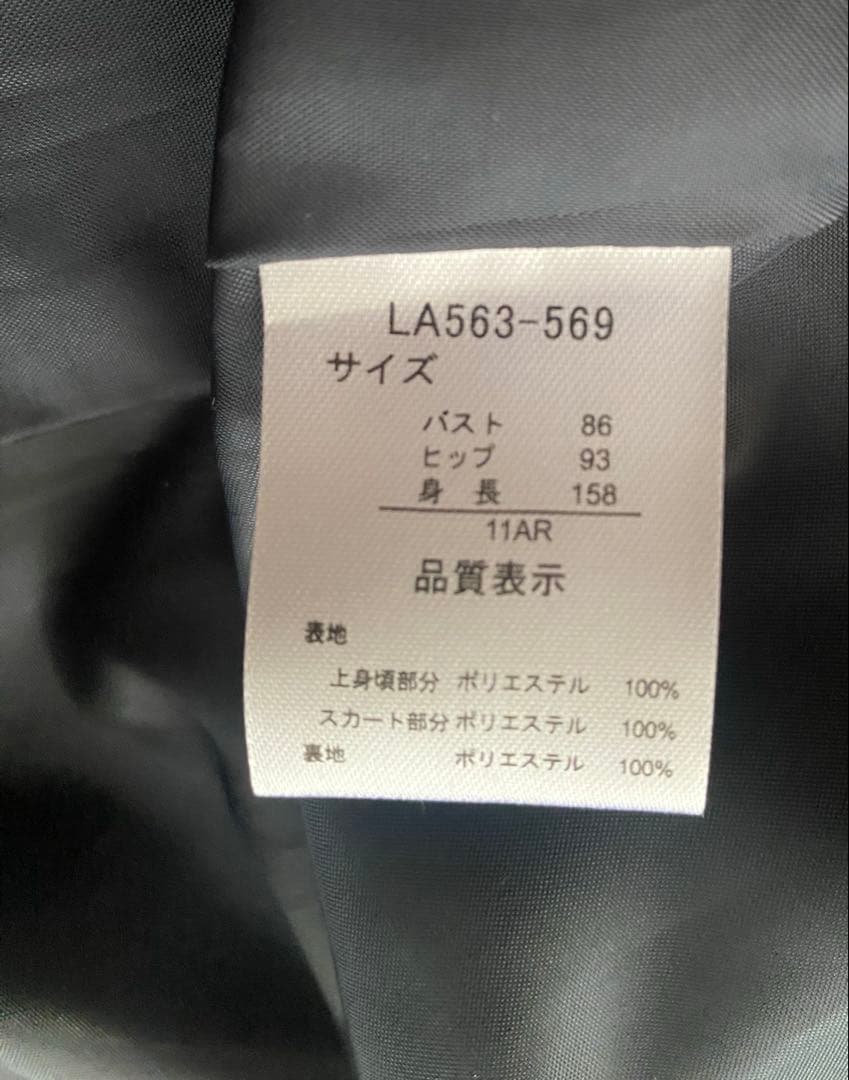 LA563-569
サイズ
バスト 86
ヒップ 93
身 長 158
11AR
品質表示
表地
上身頃部分 ポリエステル 100%
スカート部分 ポリエステル 100%
裏地 ポリエステル 100%